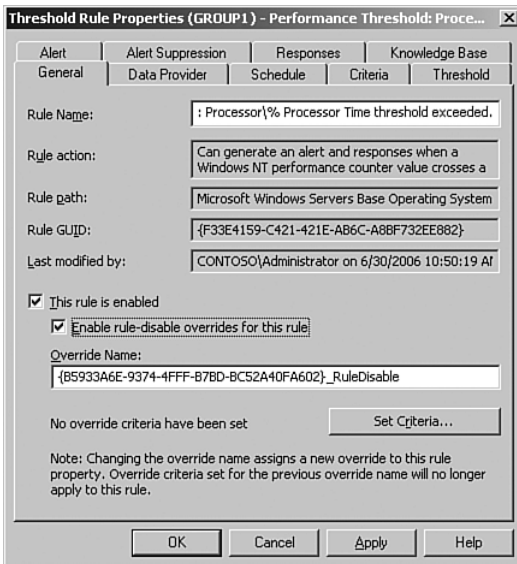 Threshold Rule Properties (GROUP1) - Performance Threshold: Proce...
Alert
Alert Suppression
Responses
Knowledge Base
General
Data Provider
Schedule
Criteria
Threshold
Rule Name:
: Processor\% Processor Time threshold exceeded.
Rule action:
Can generate an alert and responses when a
Windows NT performance counter value crosses a
Rule path:
Microsoft Windows Servers Base Operating System
Rule GUID:
{F33E4159-C421-421E-AB6C-A8BF732EE882}
Last modified by:
CONTOSO\Administrator on 6/30/2006 10:50:19
This rule is enabled
Enable rule-disable overrides for this rule
Override Name:
{B5933A6E-9374-4FFF-B7BD-BC52A40FA602}_RuleDisable
No override criteria have been set
Set Criteria...
Note: Changing the override name assigns a new override to this rule
property. Override criteria set for the previous override name will no longer
apply to this rule.
OK
Cancel
Apply
Help